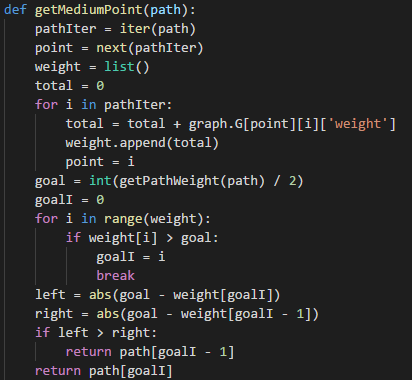 def getMediumPoint(path):
    pathIter = iter(path)
    point = next(pathIter)
    weight = list()
    total = 0
    for i in pathIter:
        total = total + graph.G[point][i]['weight']
        weight.append(total)
        point = i
    goal = int(getPathWeight(path) / 2)
    goalI = 0
    for i in range(weight):
        if weight[i] > goal:
            goalI = i
            break
    left = abs(goal - weight[goalI])
    right = abs(goal - weight[goalI - 1])
    if left > right:
        return path[goalI - 1]
    return path[goalI]